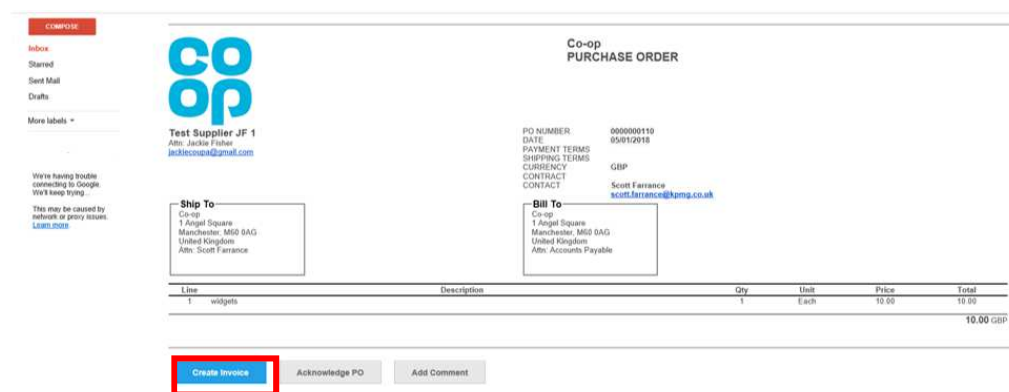 COMPOSE
Inbox
Starred
Sent Mail
Drafts
More labels
We're having trouble
connecting to Google.
We'll keep trying...
This may be caused by
network or proxy issues.
Learn more
co
op
Co-op
PURCHASE ORDER
Test Supplier JF 1
Attn: Jackie Fisher
jackiecoupa@gmail.com
PO NUMBER 0000000110
DATE 05/01/2018
PAYMENT TERMS
SHIPPING TERMS
CURRENCY GBP
CONTRACT
CONTACT Scott Farrance
scott.farrance@kpmg.co.uk
Ship To
Co-op
1 Angel Square
Manchester, M60 0AG
United Kingdom
Attn: Scott Farrance
Bill To
Co-op
1 Angel Square
Manchester, M60 0AG
United Kingdom
Attn: Accounts Payable
Line Description Qty Unit Price Total
1 widgets 1 Each 10.00 10.00
10.00 GBP
Create Invoice Acknowledge PO Add Comment